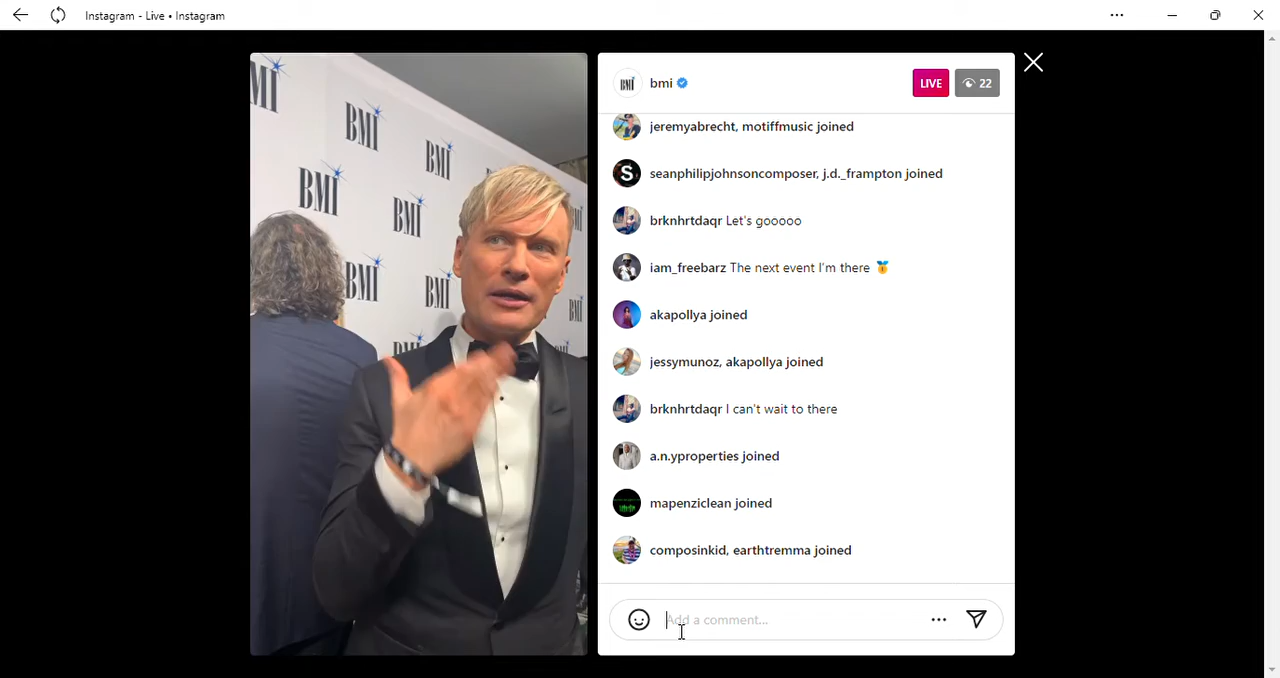 Instagram - Live • Instagram
BMI
BMI
BMI
BMI
BMI
BMI
BMI
BMI
BMI
bmi
LIVE
22
jeremyabrecht, motiffmusic joined
seanphilipjohnsoncomposer, j.d._frampton joined
brknhrtdaqr Let's gooooo
iam_freebarz The next event I'm there 🥇
akapollya joined
jessymunoz, akapollya joined
brknhrtdaqr I can't wait to there
a.n.yproperties joined
mapenziclean joined
composinkid, earthtremma joined
Add a comment...